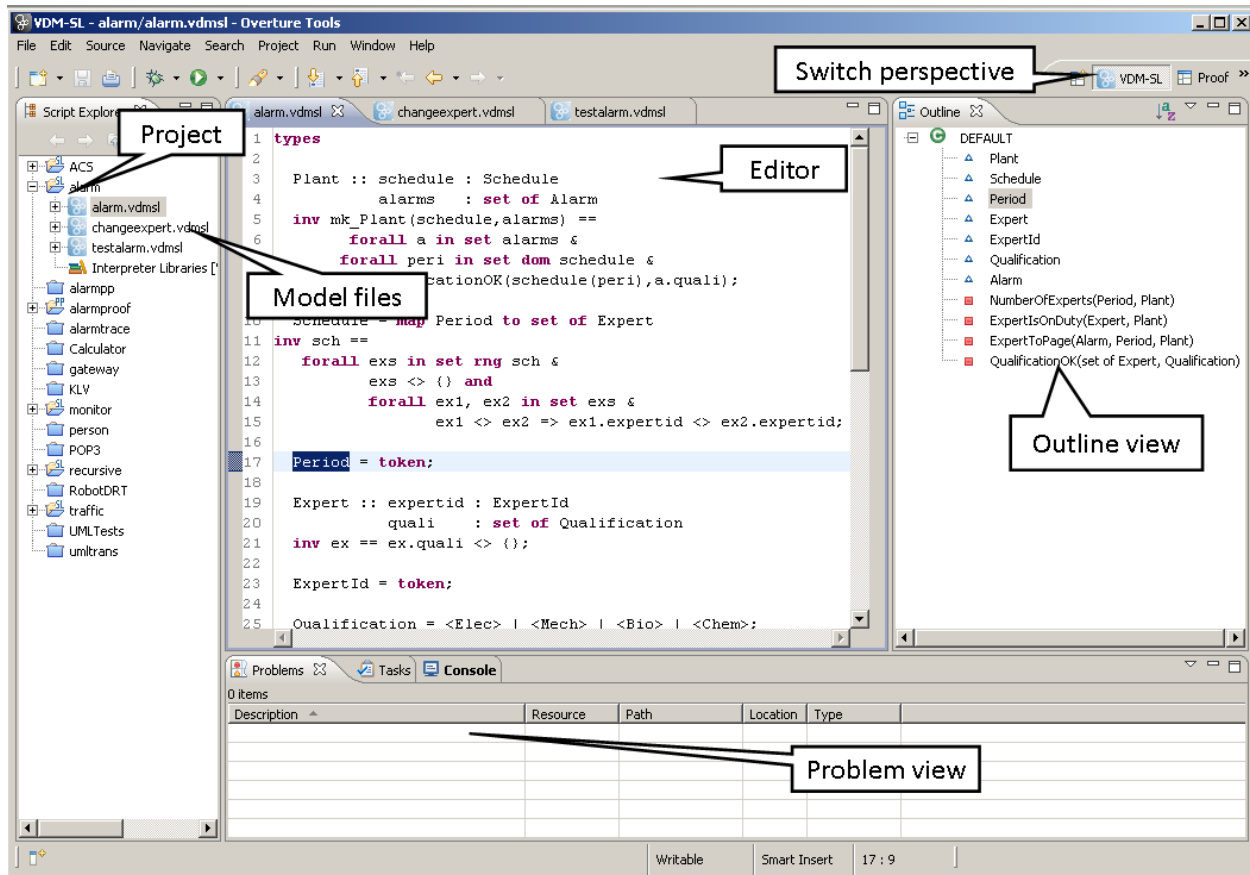 VDM-SL - alarm/alarm.vdmsl - Overture Tools
File Edit Source Navigate Search Project Run Window Help
Switch perspective
VDM-SL Proof »
Script Explore
Project
ACS
alarm
alarm.vdmsl
changeexpert.vdmsl
testalarm.vdmsl
Interpreter Libraries ["
alarmpp
alarmproof
alarmtrace
Calculator
gateway
KLV
monitor
person
POP3
recursive
RobotDRT
traffic
UMLTests
umltrans
Model files
alarm.vdmsl changeexpert.vdmsl testalarm.vdmsl
Editor
1 types
2
3 Plant :: schedule : Schedule
4 alarms : set of Alarm
5 inv mk_Plant(schedule,alarms) ==
6 forall a in set alarms &
forall peri in set dom schedule &
cationOK(schedule(peri),a.quali);
10 Schedule = map Period to set of Expert
11 inv sch ==
12 forall exs in set rng sch &
13 exs <> {} and
14 forall ex1, ex2 in set exs &
15 ex1 <> ex2 => ex1.expertid <> ex2.expertid;
16
17 Period = token;
18
19 Expert :: expertid : ExpertId
20 quali : set of Qualification
21 inv ex == ex.quali <> {};
22
23 ExpertId = token;
24
25 Qualification = <Elec> | <Mech> | <Bio> | <Chem>;
Outline
DEFAULT
Plant
Schedule
Period
Expert
ExpertId
Qualification
Alarm
NumberOfExperts(Period, Plant)
ExpertIsOnDuty(Expert, Plant)
ExpertToPage(Alarm, Period, Plant)
QualificationOK(set of Expert, Qualification)
Outline view
Problems Tasks Console
0 items
Description Resource Path Location Type
Problem view
Writable Smart Insert 17 : 9